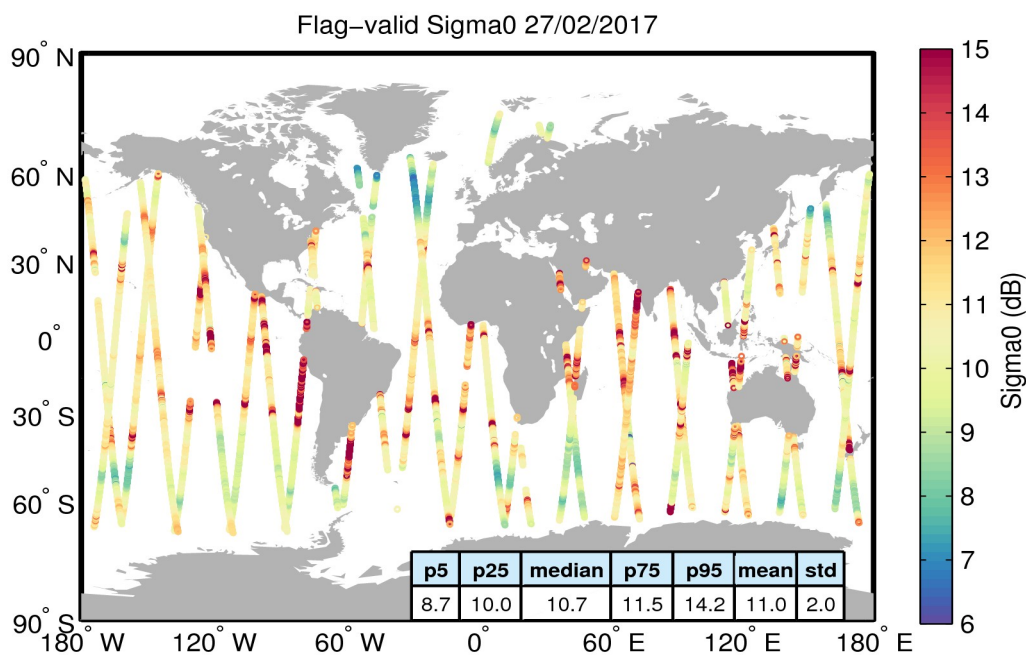 Flag−valid Sigma0 27/02/2017
90° N
60° N
30° N
0°
30° S
60° S
90° S
180° W
120° W
60° W
0°
60° E
120° E
180° E
p5 p25 median p75 p95 mean std
8.7 10.0 10.7 11.5 14.2 11.0 2.0
15
14
13
12
11
10
9
8
7
6
Sigma0 (dB)